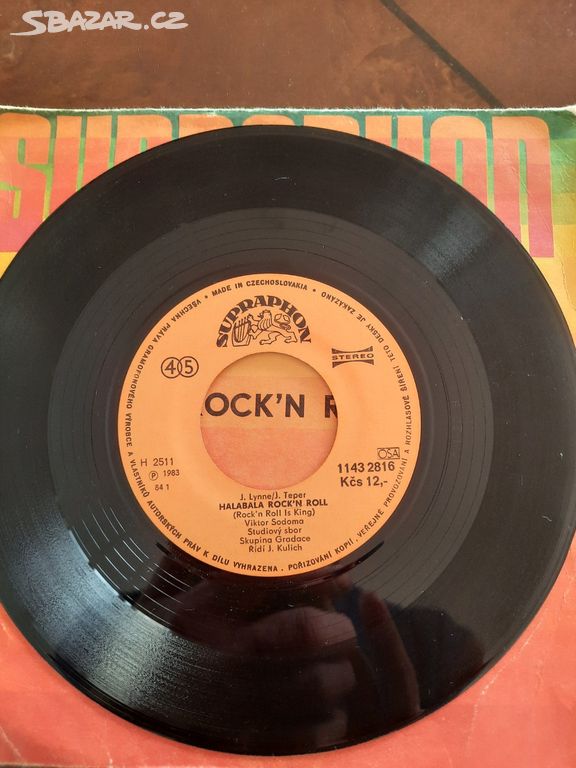 SBAZAR.CZ
SUPRAPHON
MADE IN CZECHOSLOVAKIA • VŠECHNA PRÁVA GRAMOFONOVÉHO VÝROBCE A VLASTNÍKŮ AUTORSKÝCH PRÁV K DÍLU VYHRAZENA. POŘIZOVÁNÍ KOPIÍ, VEŘEJNÉ PROVOZOVÁNÍ A ROZHLASOVÉ ŠÍŘENÍ TÉTO DESKY JE ZAKÁZÁNO
SUPRAPHON
STEREO
45
ROCK'N R
H 2511
Ⓟ 1983
54 1
OSA
1143 2816
Kčs 12,-
J. Lynne/J. Teper
HALABALA ROCK'N ROLL
(Rock'n Roll Is King)
Viktor Sodoma
Studiový sbor
Skupina Gradace
Řídí J. Kulich